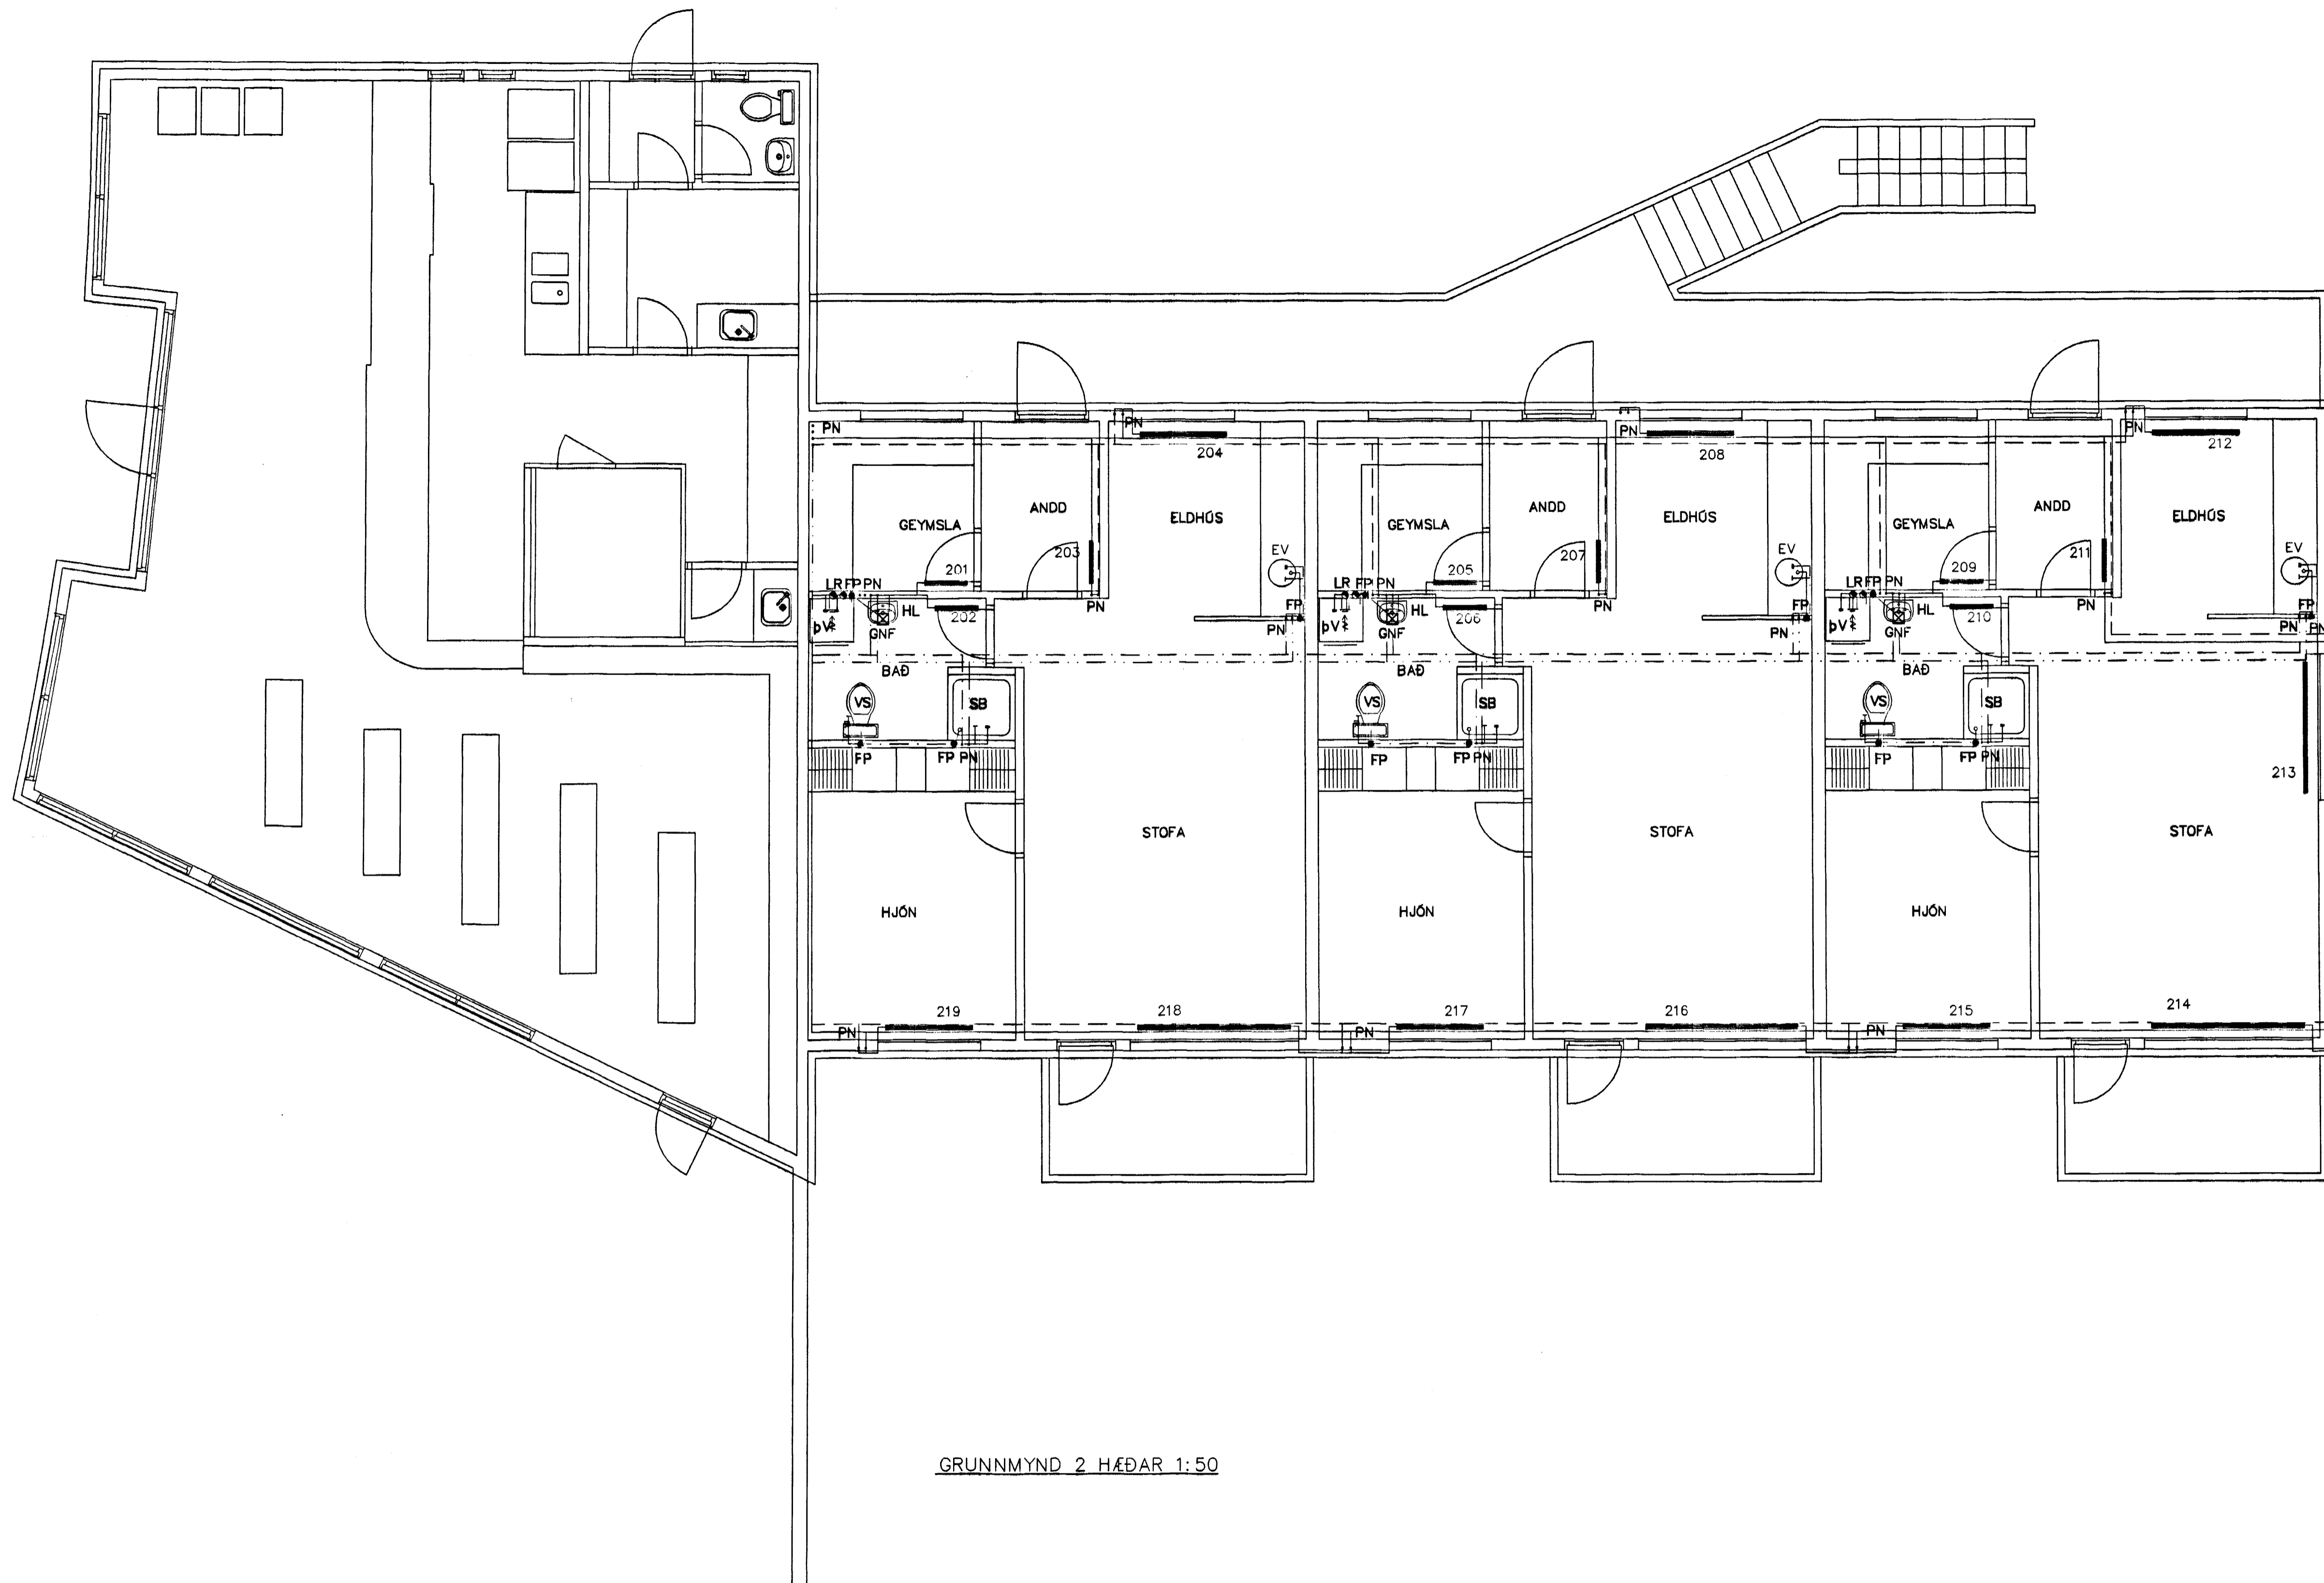 PN
PN
204
PN
208
PN
212
GEYMSLA
ANDD
ELDHÚS
GEYMSLA
ANDD
ELDHÚS
GEYMSLA
ANDD
ELDHÚS
203
EV
207
EV
211
EV
201
205
209
LR FP PN
LR FP PN
LR FP PN
ÞV
GNF
HL
202
PN
PN
FP
ÞV
GNF
HL
206
PN
PN
FP
ÞV
GNF
HL
210
PN
PN
FP
PN
BAÐ
BAÐ
BAÐ
VS
SB
VS
SB
VS
SB
FP
FP PN
FP
FP PN
FP
FP PN
213
STOFA
STOFA
STOFA
HJÓN
HJÓN
HJÓN
PN
219
218
PN
217
216
PN
215
214
GRUNNMYND 2 HÆÐAR 1:50